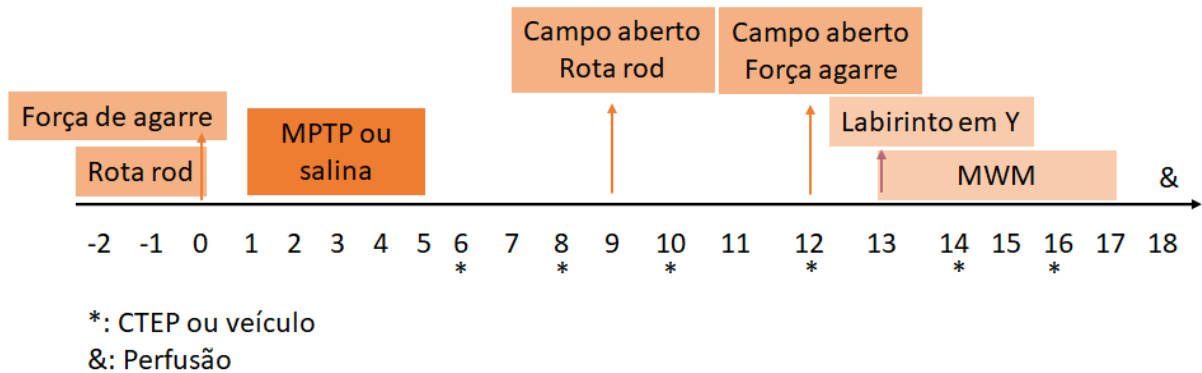 Campo aberto
Rota rod
Campo aberto
Força agarre
Força de agarre
MPTP ou
salina
Labirinto em Y
Rota rod
MWM
&
-2 -1 0 1 2 3 4 5 6 7 8 9 10 11 12 13 14 15 16 17 18
* * * * * *
*: CTEP ou veículo
&: Perfusão